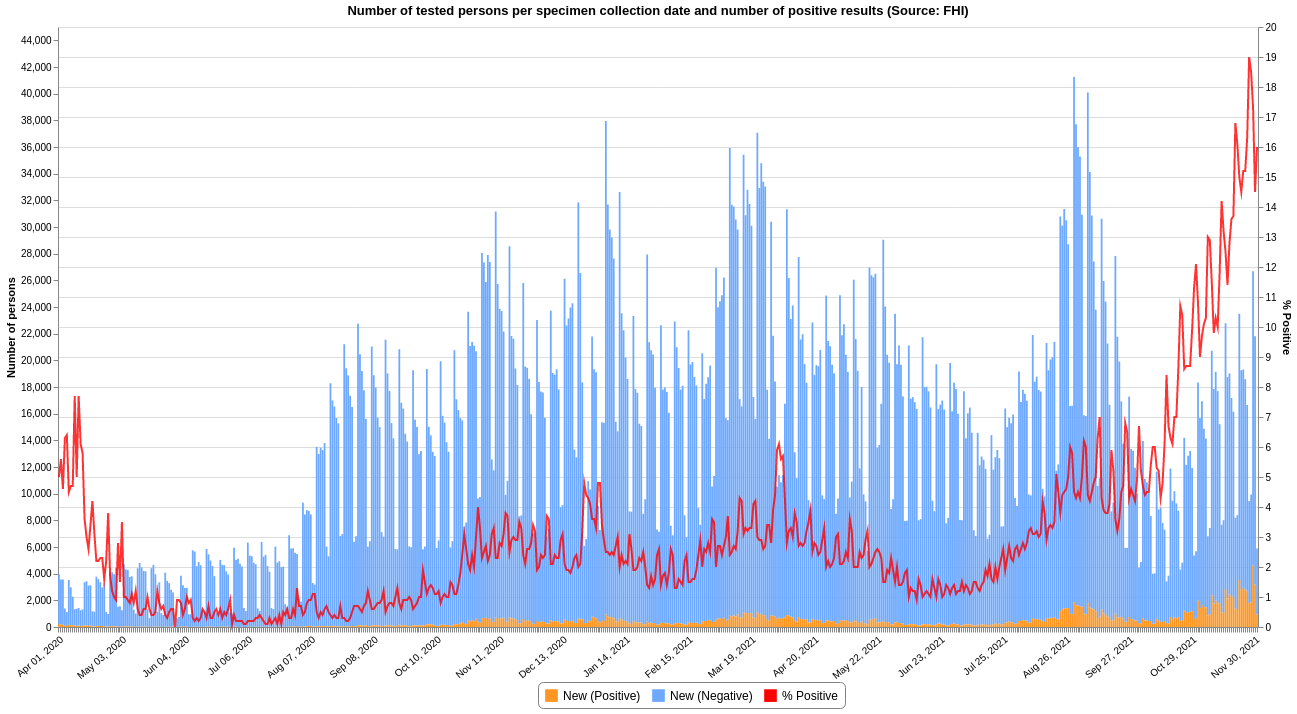 Number of tested persons per specimen collection date and number of positive results (Source: FHI)
Number of persons
44,000
42,000
40,000
38,000
36,000
34,000
32,000
30,000
28,000
26,000
24,000
22,000
20,000
18,000
16,000
14,000
12,000
10,000
8,000
6,000
4,000
2,000
0
20
19
18
17
16
15
14
13
12
11
10
9
8
7
6
5
4
3
2
1
0
% Positive
Apr 01, 2020
May 03, 2020
Jun 04, 2020
Jul 06, 2020
Aug 07, 2020
Sep 08, 2020
Oct 10, 2020
Nov 11, 2020
Dec 13, 2020
Jan 14, 2021
Feb 15, 2021
Mar 19, 2021
Apr 20, 2021
May 22, 2021
Jun 23, 2021
Jul 25, 2021
Aug 26, 2021
Sep 27, 2021
Oct 29, 2021
Nov 30, 2021
New (Positive) New (Negative) % Positive